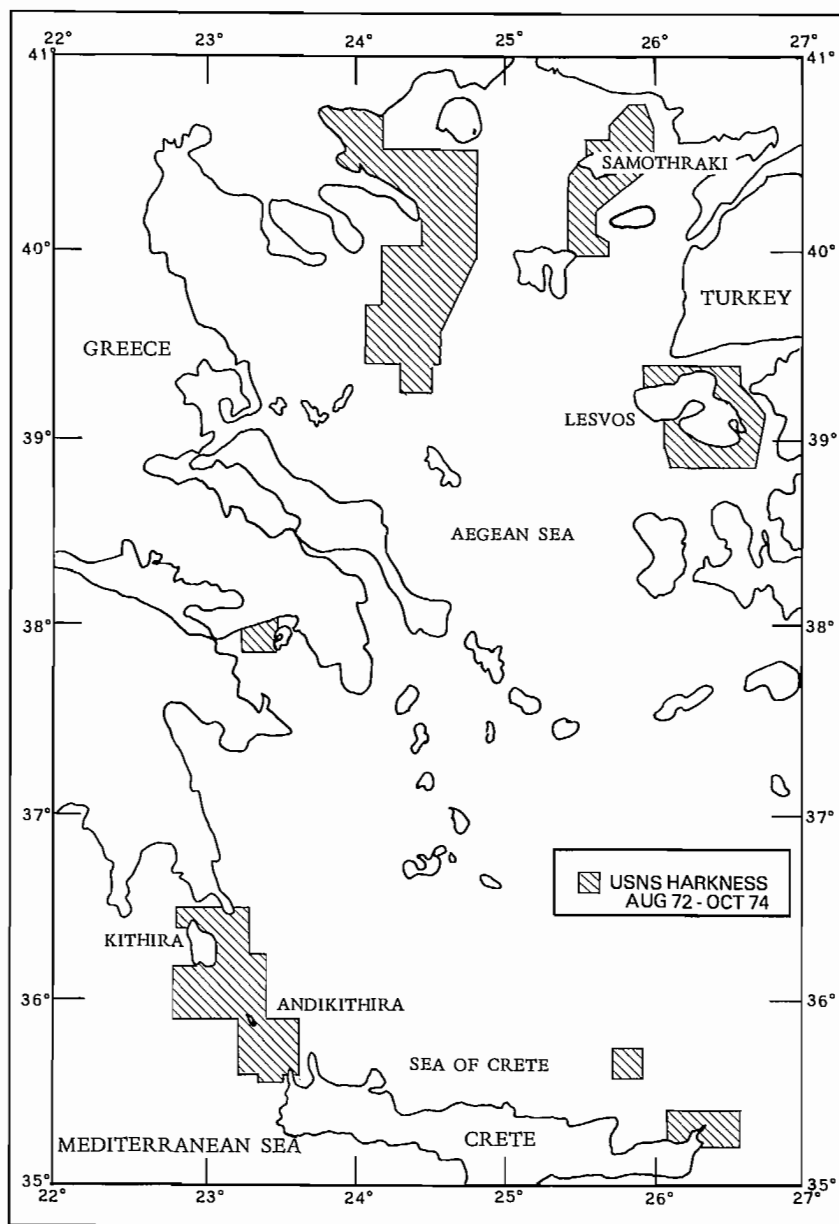 22° 23° 24° 25° 26° 27°
41° 41°
SAMOTHRAKI
40° 40°
TURKEY
GREECE
LESVOS
39° 39°
AEGEAN SEA
38° 38°
37° 37°
USNS HARKNESS
AUG 72 - OCT 74
KITHIRA
36° 36°
ANDIKITHIRA
SEA OF CRETE
MEDITERRANEAN SEA
CRETE
35° 35°
22° 23° 24° 25° 26° 27°